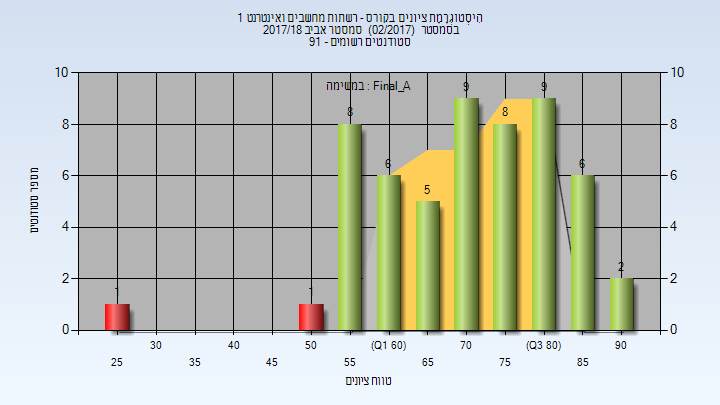 היסטוגרמת ציונים בקורס - רשתות מחשבים ואינטרנט 1
בסמסטר (02/2017) סמסטר אביב 2017/18
סטודנטים רשומים - 91
במשימה : Final_A
10 10
8 8
6 6
4 4
2 2
0 0
מספר סטודנטים
1 1 8 6 5 9 8 9 6 2
30 40 50 (Q1 60) 70 (Q3 80) 90
25 35 45 55 65 75 85
טווח ציונים